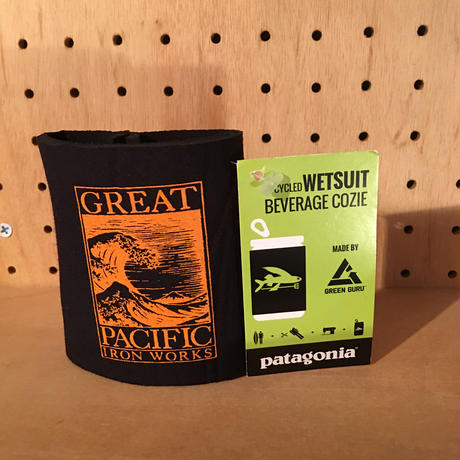 GREAT
PACIFIC
IRON WORKS
CYCLED WETSUIT
BEVERAGE COZIE
MADE BY
GREEN GURU
patagonia